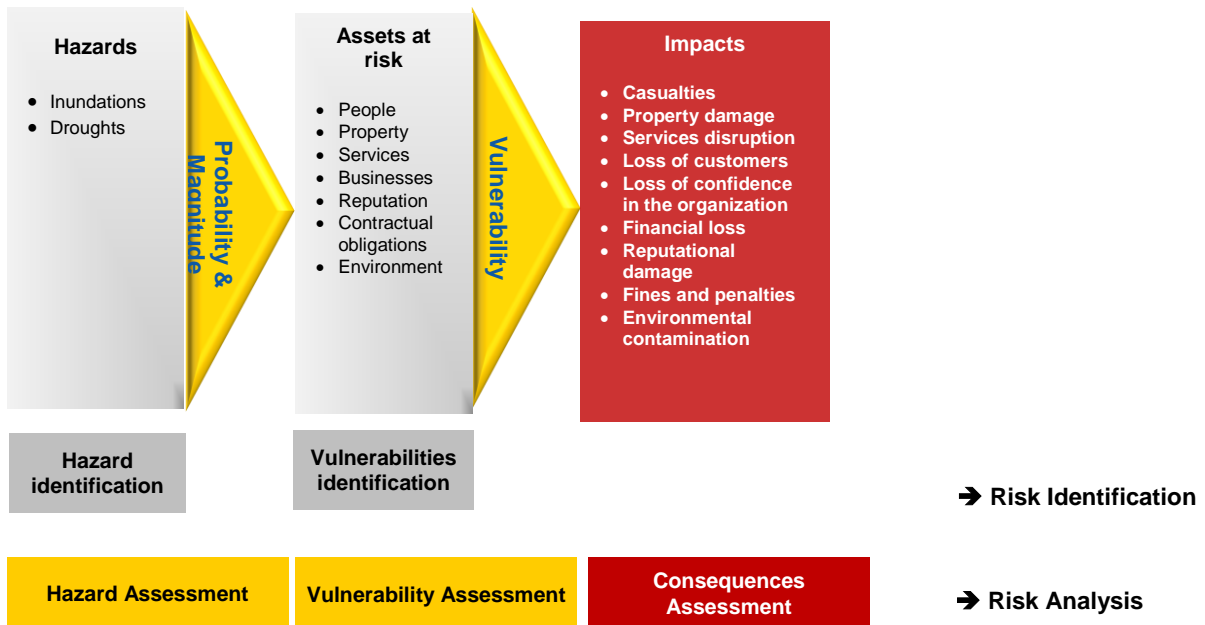 Hazards
• Inundations
• Droughts
Probability &
Magnitude
Assets at
risk
• People
• Property
• Services
• Businesses
• Reputation
• Contractual
obligations
• Environment
Vulnerability
Impacts
• Casualties
• Property damage
• Services disruption
• Loss of customers
• Loss of confidence
in the organization
• Financial loss
• Reputational
damage
• Fines and penalties
• Environmental
contamination
Hazard
identification
Vulnerabilities
identification
➔ Risk Identification
Hazard Assessment
Vulnerability Assessment
Consequences
Assessment
➔ Risk Analysis